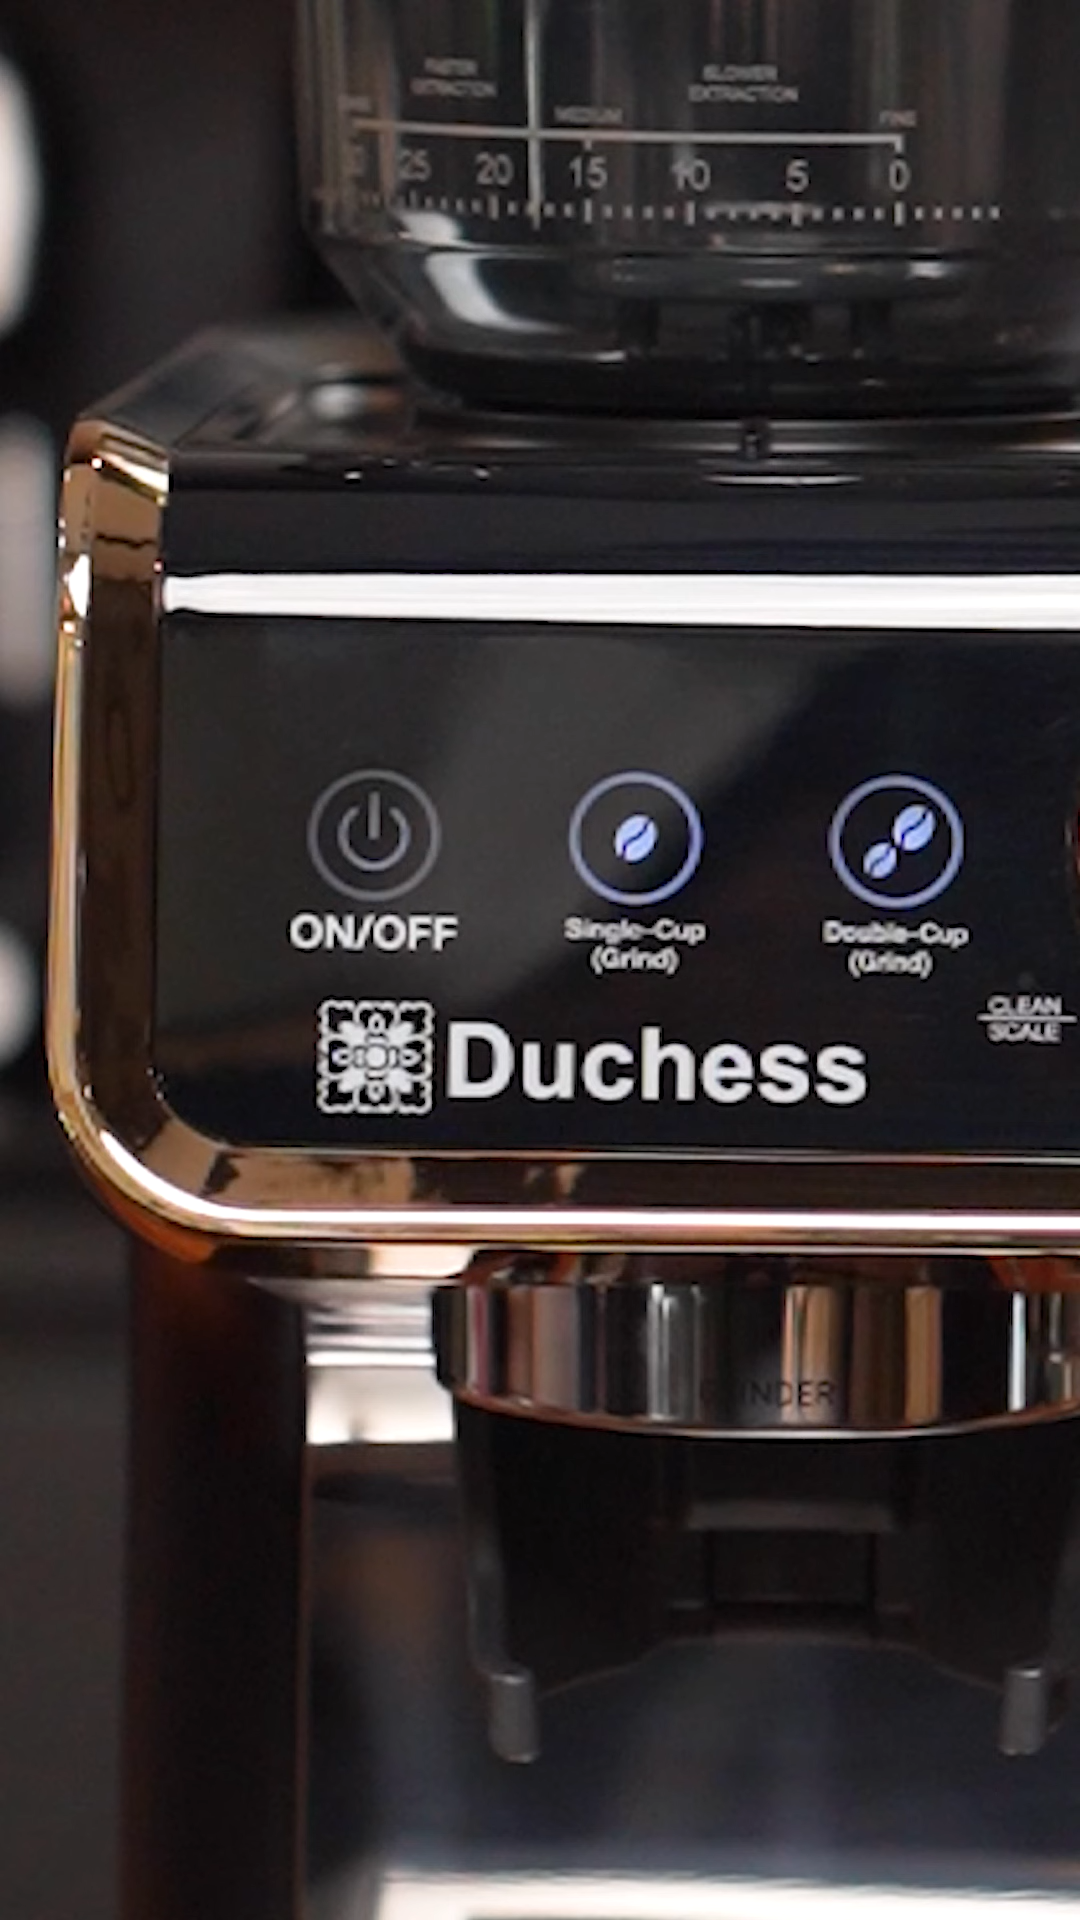 FASTER
EXTRACTION
SLOWER
EXTRACTION
MEDIUM
FINE
25 20 15 10 5 0
ON/OFF
Single-Cup
(Grind)
Double-Cup
(Grind)
CLEAN
SCALE
Duchess